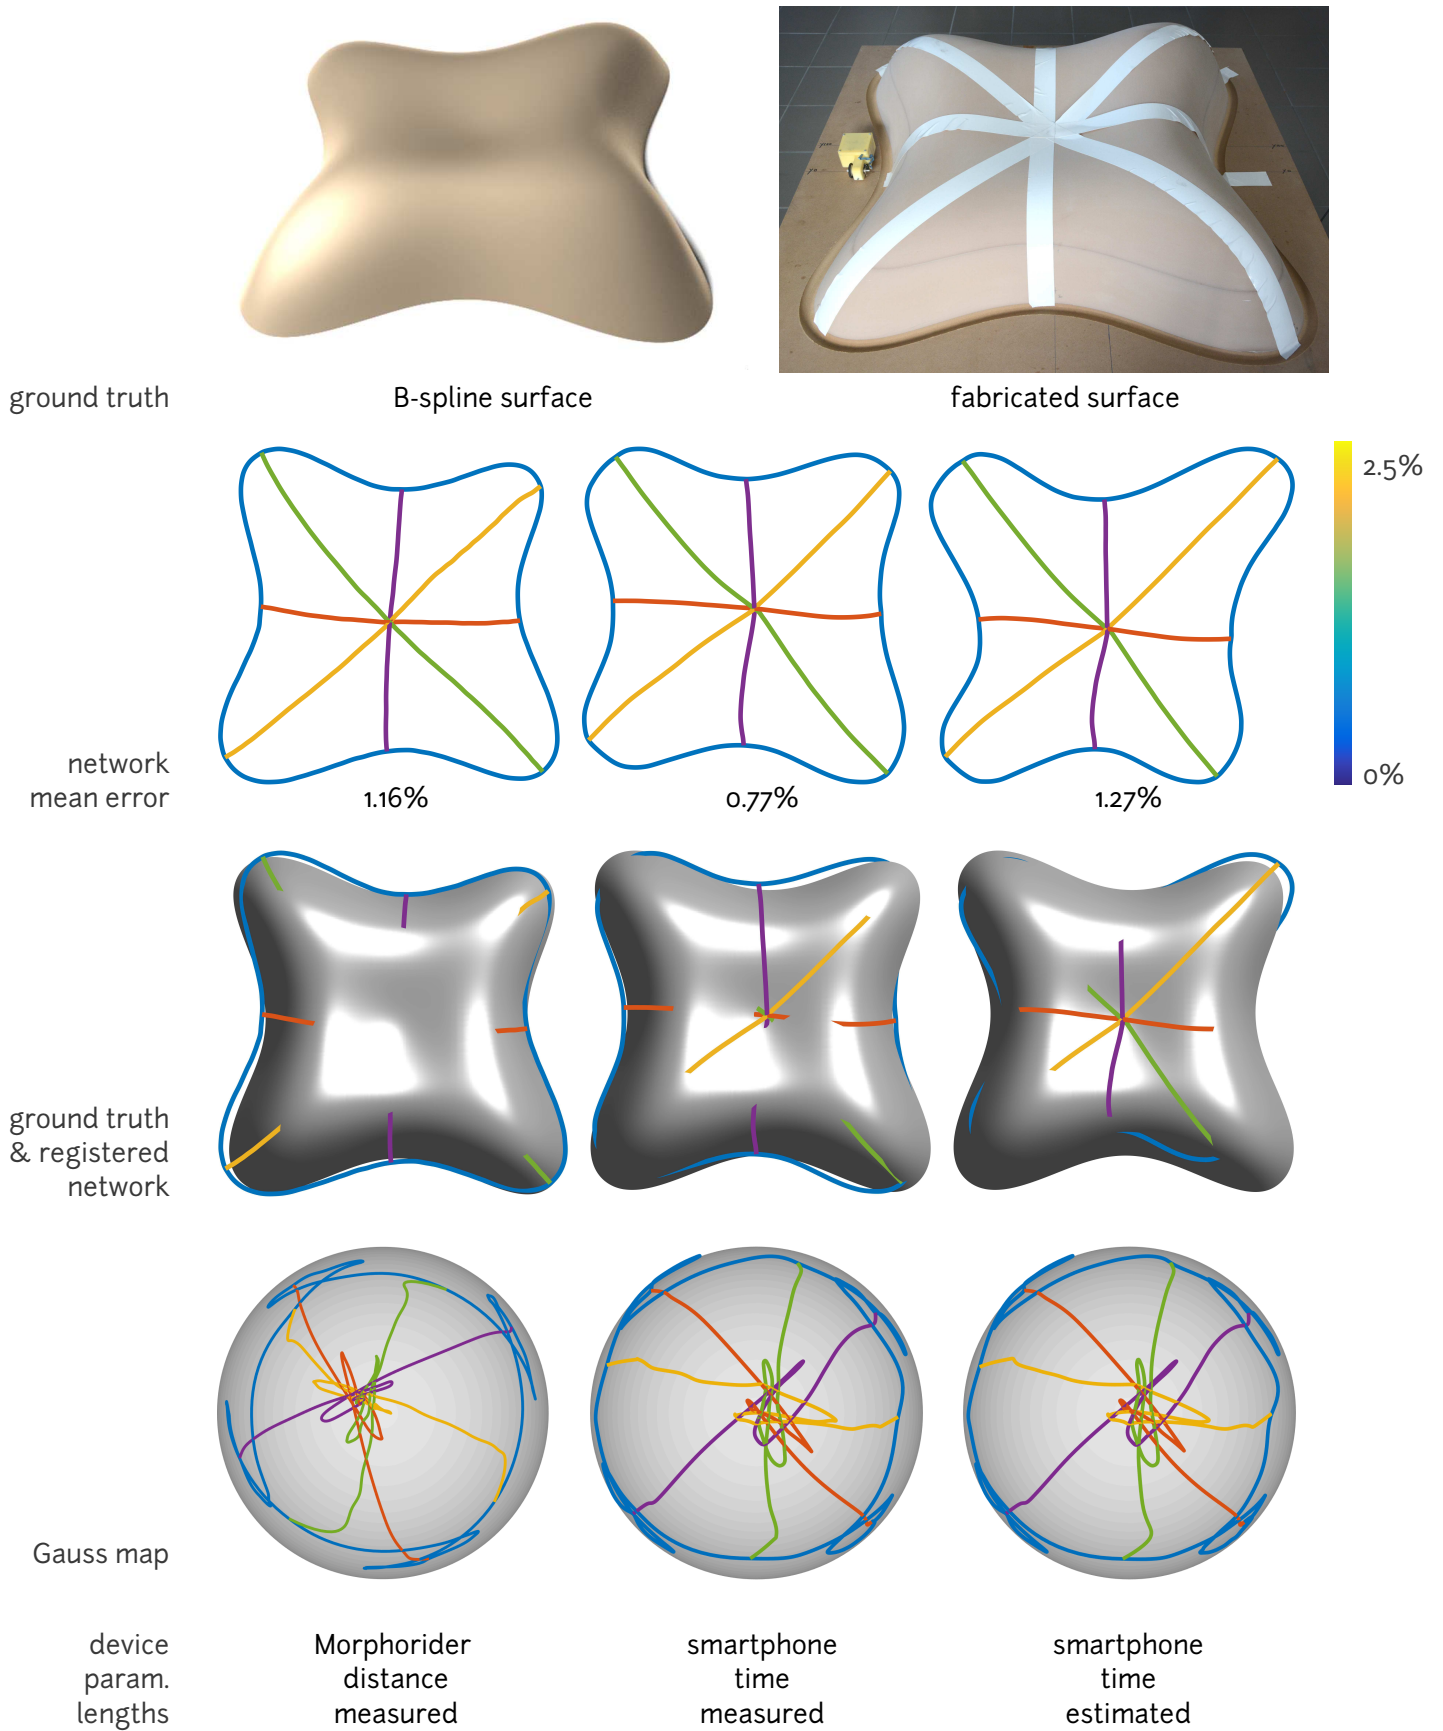 ground truth
B-spline surface
fabricated surface
2.5%
0%
network
mean error
1.16%
0.77%
1.27%
ground truth
& registered
network
Gauss map
device
Morphorider
smartphone
smartphone
param.
distance
time
time
lengths
measured
measured
estimated